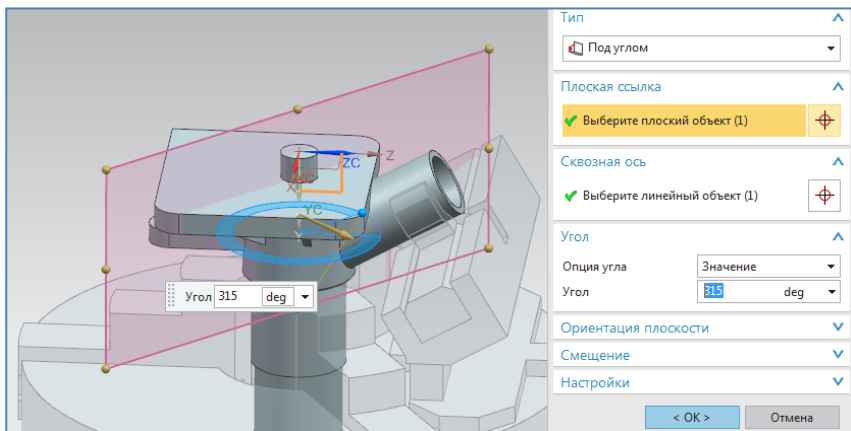 Тип
Под углом
Плоская ссылка
Выберите плоский объект (1)
Сквозная ось
Выберите линейный объект (1)
Угол
Опция угла Значение
Угол 315 deg
Ориентация плоскости
Смещение
Настройки
< ОК > Отмена
Z
ZC
X
YC
Y
Угол 315 deg